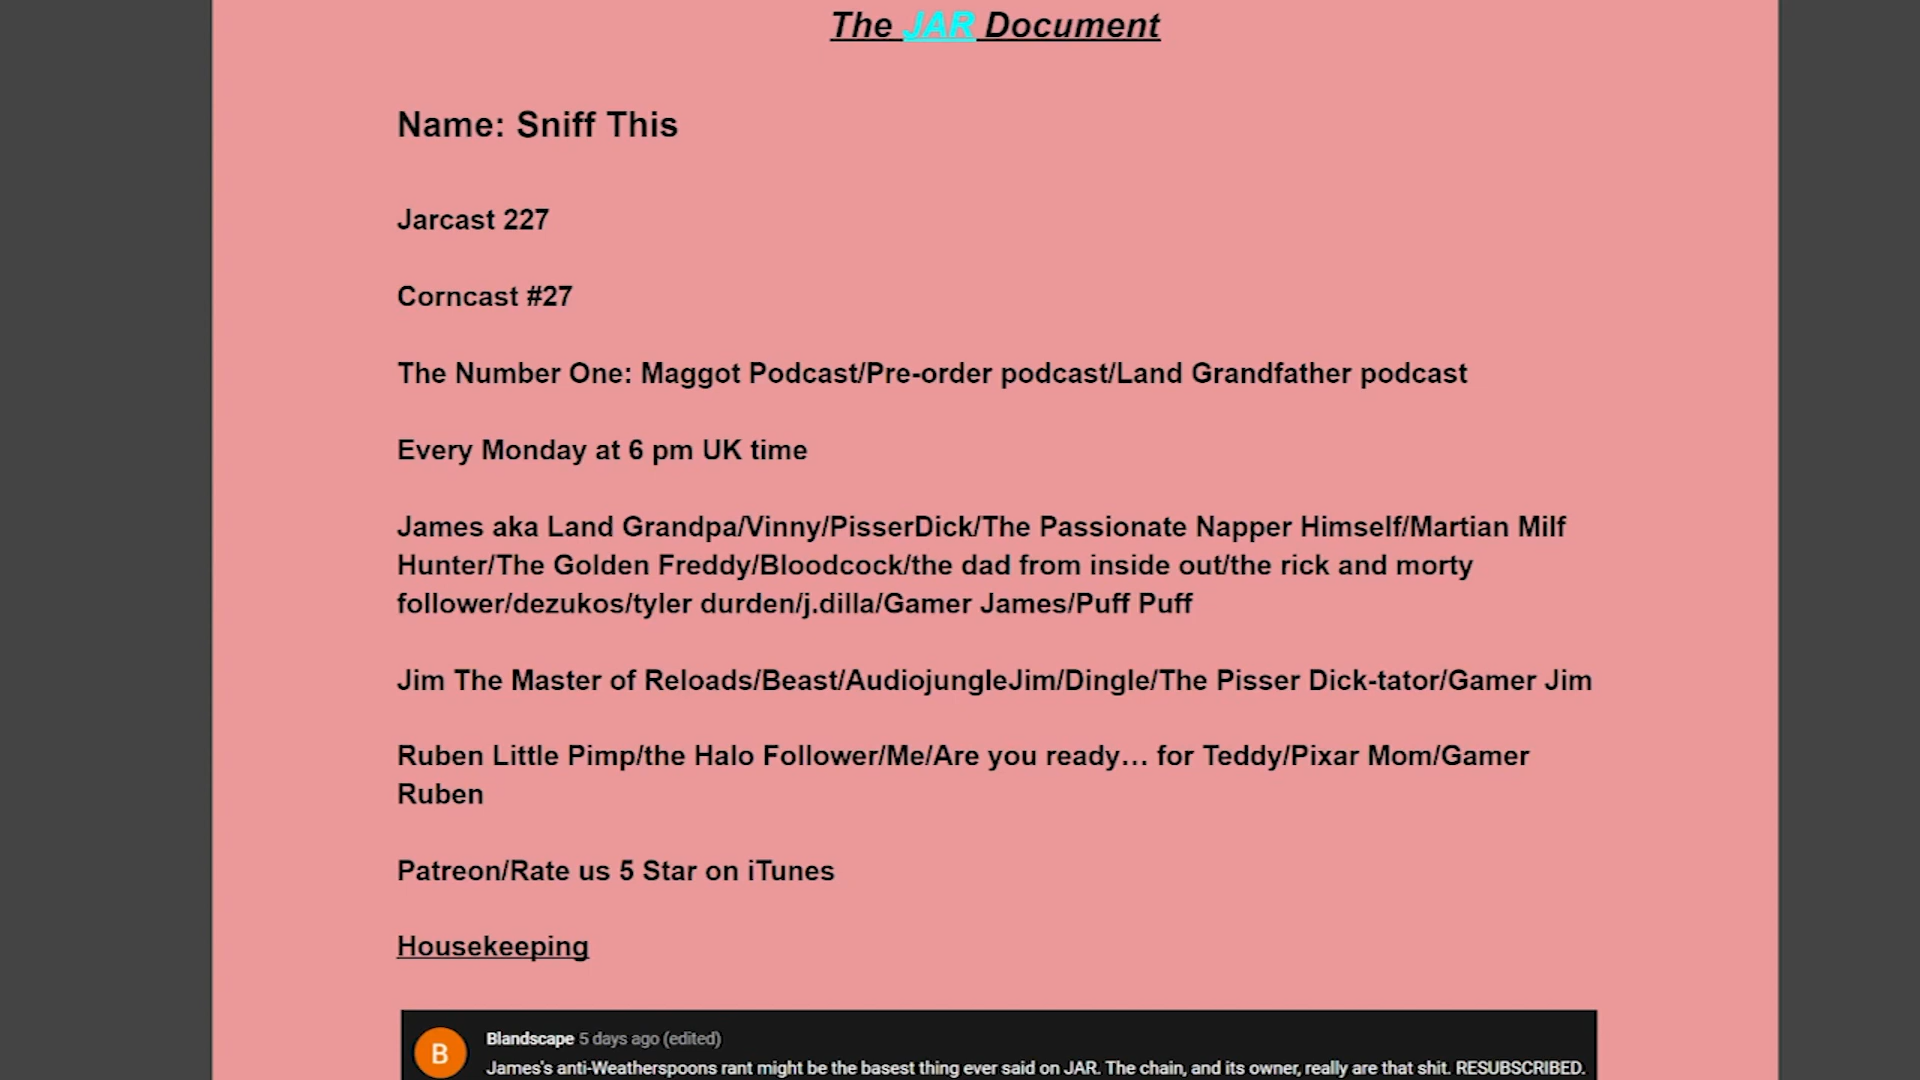 The JAR Document
Name: Sniff This
Jarcast 227
Corncast #27
The Number One: Maggot Podcast/Pre-order podcast/Land Grandfather podcast
Every Monday at 6 pm UK time
James aka Land Grandpa/Vinny/PisserDick/The Passionate Napper Himself/Martian Milf
Hunter/The Golden Freddy/Bloodcock/the dad from inside out/the rick and morty
follower/dezukos/tyler durden/j.dilla/Gamer James/Puff Puff
Jim The Master of Reloads/Beast/AudiojungleJim/Dingle/The Pisser Dick-tator/Gamer Jim
Ruben Little Pimp/the Halo Follower/Me/Are you ready… for Teddy/Pixar Mom/Gamer
Ruben
Patreon/Rate us 5 Star on iTunes
Housekeeping
B
Blandscape 5 days ago (edited)
James's anti-Weatherspoons rant might be the basest thing ever said on JAR. The chain, and its owner, really are that shit. RESUBSCRIBED.